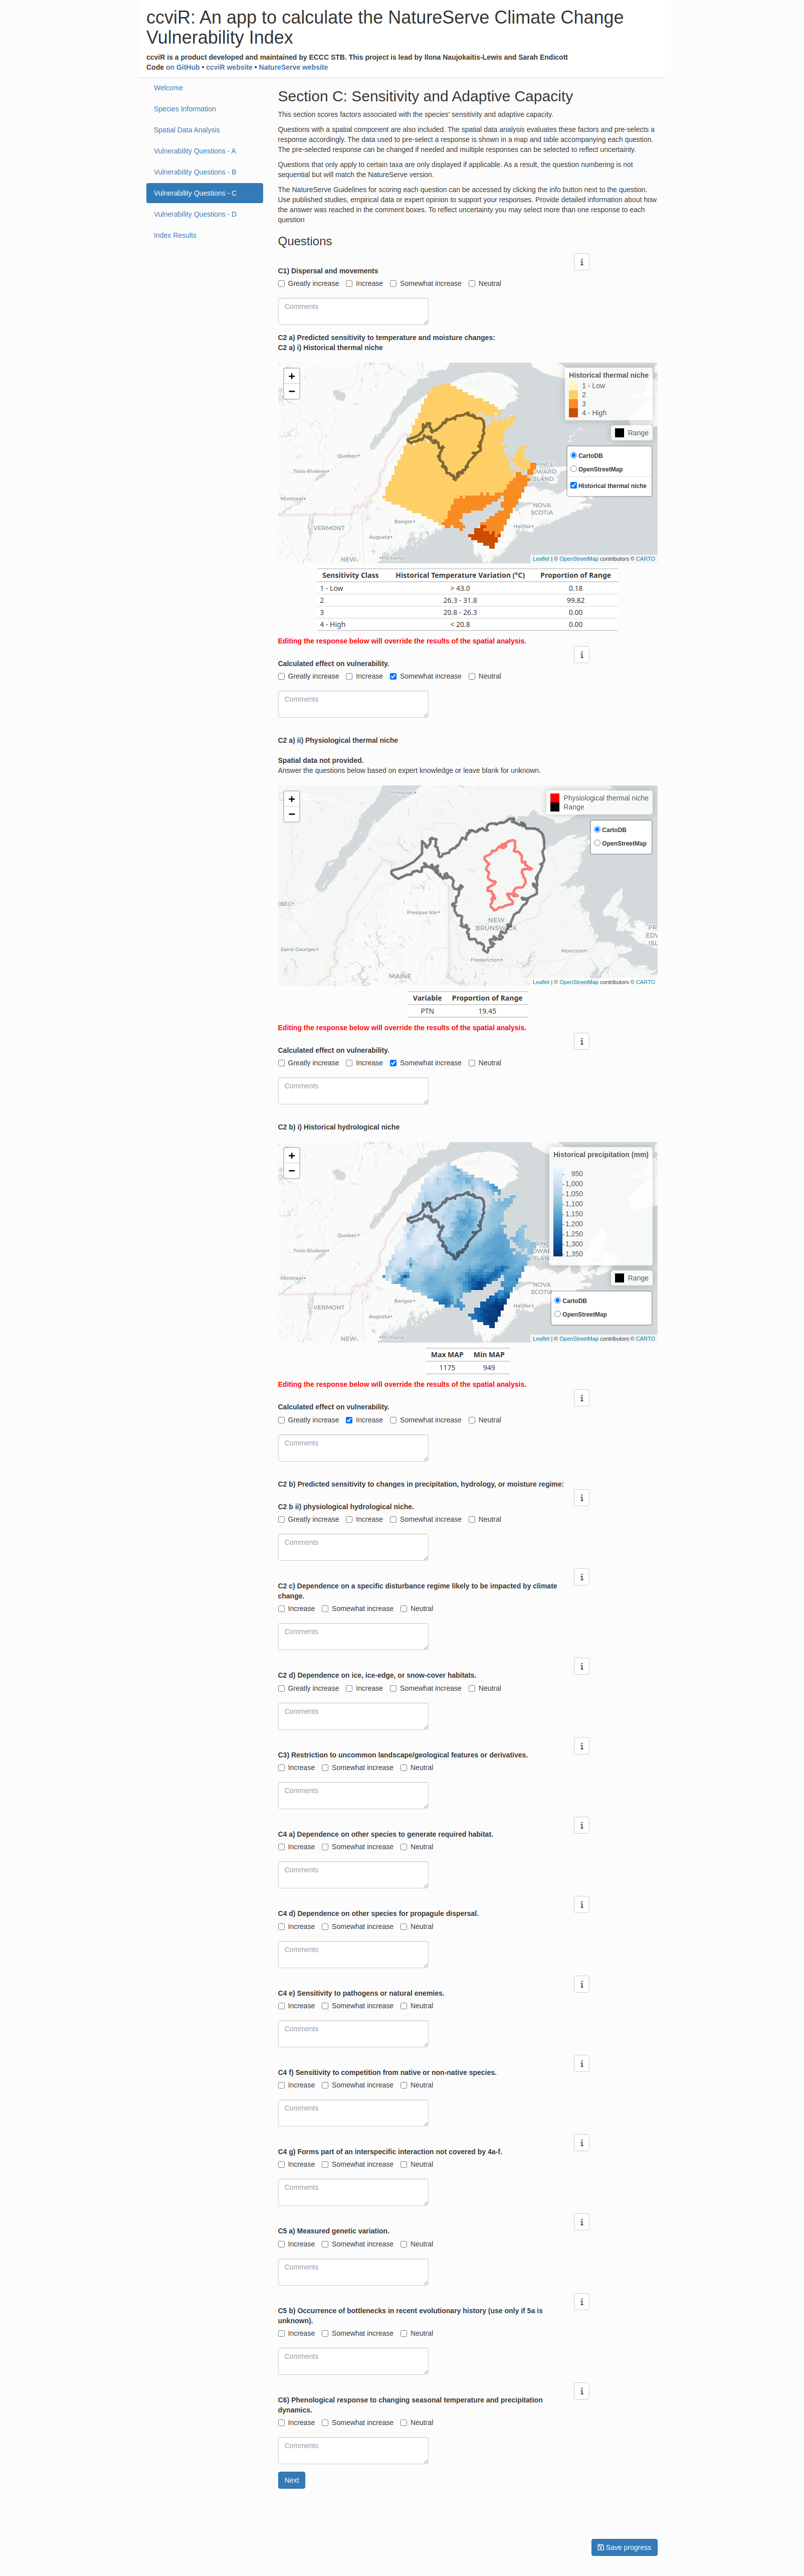 ccviR: An app to calculate the NatureServe Climate Change
Vulnerability Index
ccviR is a product developed and maintained by ECCC STB. This project is lead by Ilona Naujokaitis-Lewis and Sarah Endicott
Code on GitHub • ccviR website • NatureServe website
Welcome
Species Information
Spatial Data Analysis
Vulnerability Questions - A
Vulnerability Questions - B
Vulnerability Questions - C
Vulnerability Questions - D
Index Results
Section C: Sensitivity and Adaptive Capacity
This section scores factors associated with the species' sensitivity and adaptive capacity.
Questions with a spatial component are also included. The spatial data analysis evaluates these factors and pre-selects a
response accordingly. The data used to pre-select a response is shown in a map and table accompanying each question.
The pre-selected response can be changed if needed and multiple responses can be selected to reflect uncertainty.
Questions that only apply to certain taxa are only displayed if applicable. As a result, the question numbering is not
sequential but will match the NatureServe version.
The NatureServe Guidelines for scoring each question can be accessed by clicking the info button next to the question.
Use published studies, empirical data or expert opinion to support your responses. Provide detailed information about how
the answer was reached in the comment boxes. To reflect uncertainty you may select more than one response to each
question
Questions
C1) Dispersal and movements
Greatly increase Increase Somewhat increase Neutral
Comments
C2 a) Predicted sensitivity to temperature and moisture changes:
C2 a) i) Historical thermal niche
+
−
Historical thermal niche
1 - Low
2
3
4 - High
Range
CartoDB
OpenStreetMap
Historical thermal niche
Québec
Trois-Rivières
Montréal
VERMONT
Bangor
Augusta
Portland
NEW
NOVA
SCOTIA
Halifax
ISLAND
Leaflet | © OpenStreetMap contributors © CARTO
Sensitivity Class Historical Temperature Variation (°C) Proportion of Range
1 - Low > 43.0 0.18
2 26.3 - 31.8 99.82
3 20.8 - 26.3 0.00
4 - High < 20.8 0.00
Editing the response below will override the results of the spatial analysis.
Calculated effect on vulnerability.
Greatly increase Increase Somewhat increase Neutral
Comments
C2 a) ii) Physiological thermal niche
Spatial data not provided.
Answer the questions below based on expert knowledge or leave blank for unknown.
+
−
Physiological thermal niche
Range
CartoDB
OpenStreetMap
Rimouski
Presque Isle
NEW
BRUNSWICK
Saint-Georges
Fredericton
Moncton
MAINE
Leaflet | © OpenStreetMap contributors © CARTO
Variable Proportion of Range
PTN 19.45
Editing the response below will override the results of the spatial analysis.
Calculated effect on vulnerability.
Greatly increase Increase Somewhat increase Neutral
Comments
C2 b) i) Historical hydrological niche
+
−
Historical precipitation (mm)
950
1,000
1,050
1,100
1,150
1,200
1,250
1,300
1,350
Range
CartoDB
OpenStreetMap
Québec
Trois-Rivières
Montréal
VERMONT
Bangor
Augusta
Portland
NEW
NOVA
SCOTIA
Halifax
Leaflet | © OpenStreetMap contributors © CARTO
Max MAP Min MAP
1175 949
Editing the response below will override the results of the spatial analysis.
Calculated effect on vulnerability.
Greatly increase Increase Somewhat increase Neutral
Comments
C2 b) Predicted sensitivity to changes in precipitation, hydrology, or moisture regime:
C2 b ii) physiological hydrological niche.
Greatly increase Increase Somewhat increase Neutral
Comments
C2 c) Dependence on a specific disturbance regime likely to be impacted by climate
change.
Increase Somewhat increase Neutral
Comments
C2 d) Dependence on ice, ice-edge, or snow-cover habitats.
Greatly increase Increase Somewhat increase Neutral
Comments
C3) Restriction to uncommon landscape/geological features or derivatives.
Increase Somewhat increase Neutral
Comments
C4 a) Dependence on other species to generate required habitat.
Increase Somewhat increase Neutral
Comments
C4 d) Dependence on other species for propagule dispersal.
Increase Somewhat increase Neutral
Comments
C4 e) Sensitivity to pathogens or natural enemies.
Increase Somewhat increase Neutral
Comments
C4 f) Sensitivity to competition from native or non-native species.
Increase Somewhat increase Neutral
Comments
C4 g) Forms part of an interspecific interaction not covered by 4a-f.
Increase Somewhat increase Neutral
Comments
C5 a) Measured genetic variation.
Increase Somewhat increase Neutral
Comments
C5 b) Occurrence of bottlenecks in recent evolutionary history (use only if 5a is
unknown).
Increase Somewhat increase Neutral
Comments
C6) Phenological response to changing seasonal temperature and precipitation
dynamics.
Increase Somewhat increase Neutral
Comments
Next
Save progress